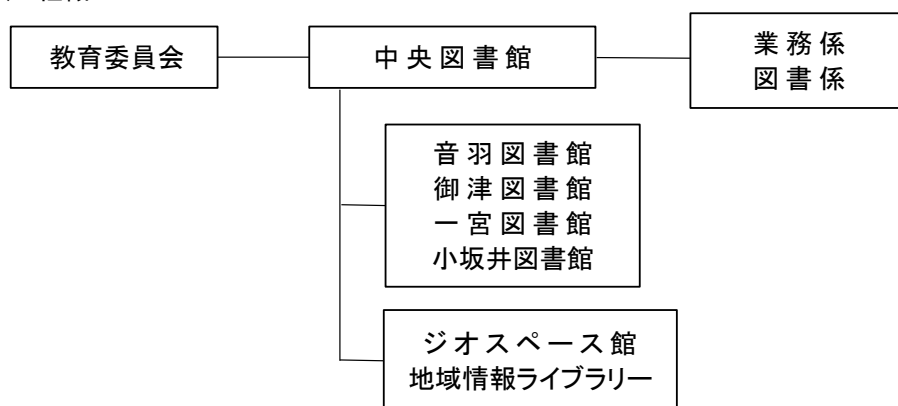 教育委員会
中央図書館
業務係
図書係
音羽図書館
御津図書館
一宮図書館
小坂井図書館
ジオスペース館
地域情報ライブラリー